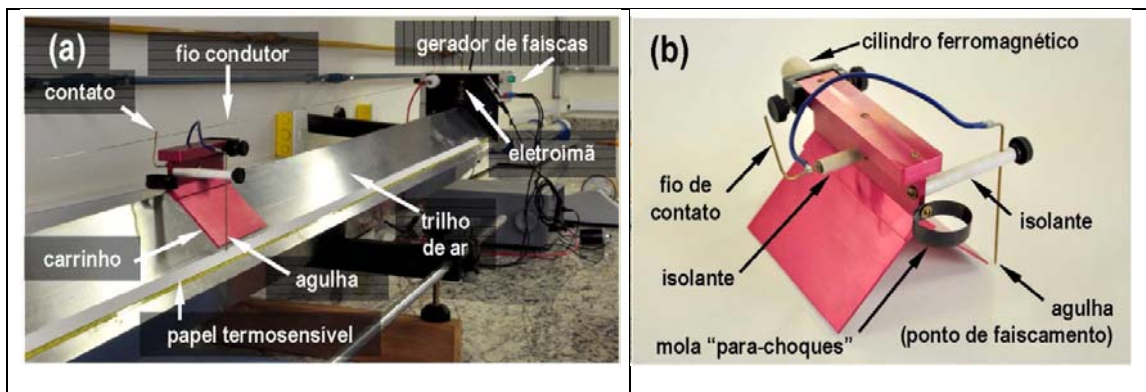 (a)
fio condutor
gerador de faiscas
contato
eletroimã
trilho
de ar
carrinho
agulha
papel termosensível
(b)
cilindro ferromagnético
fio de
contato
isolante
isolante
agulha
(ponto de faiscamento)
mola “para-choques”